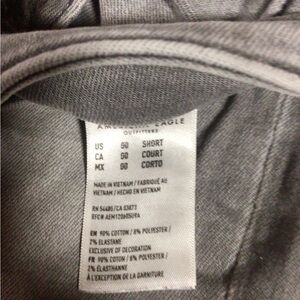 AMERICAN EAGLE
OUTFITTERS
US 00 SHORT
CA 00 COURT
MX 00 CORTO
MADE IN VIETNAM / FABRIQUÉ AU
VIETNAM / HECHO EN VIETNAM
RN 54485/CA 03873
EN 90% COTTON / 8% POLYESTER /
2% ELASTANE
EXCLUSIVE OF DECORATION
FR 90% COTON / 8% POLYESTER /
2% ÉLASTHANNE
À L'EXCEPTION DE LA GARNITURE